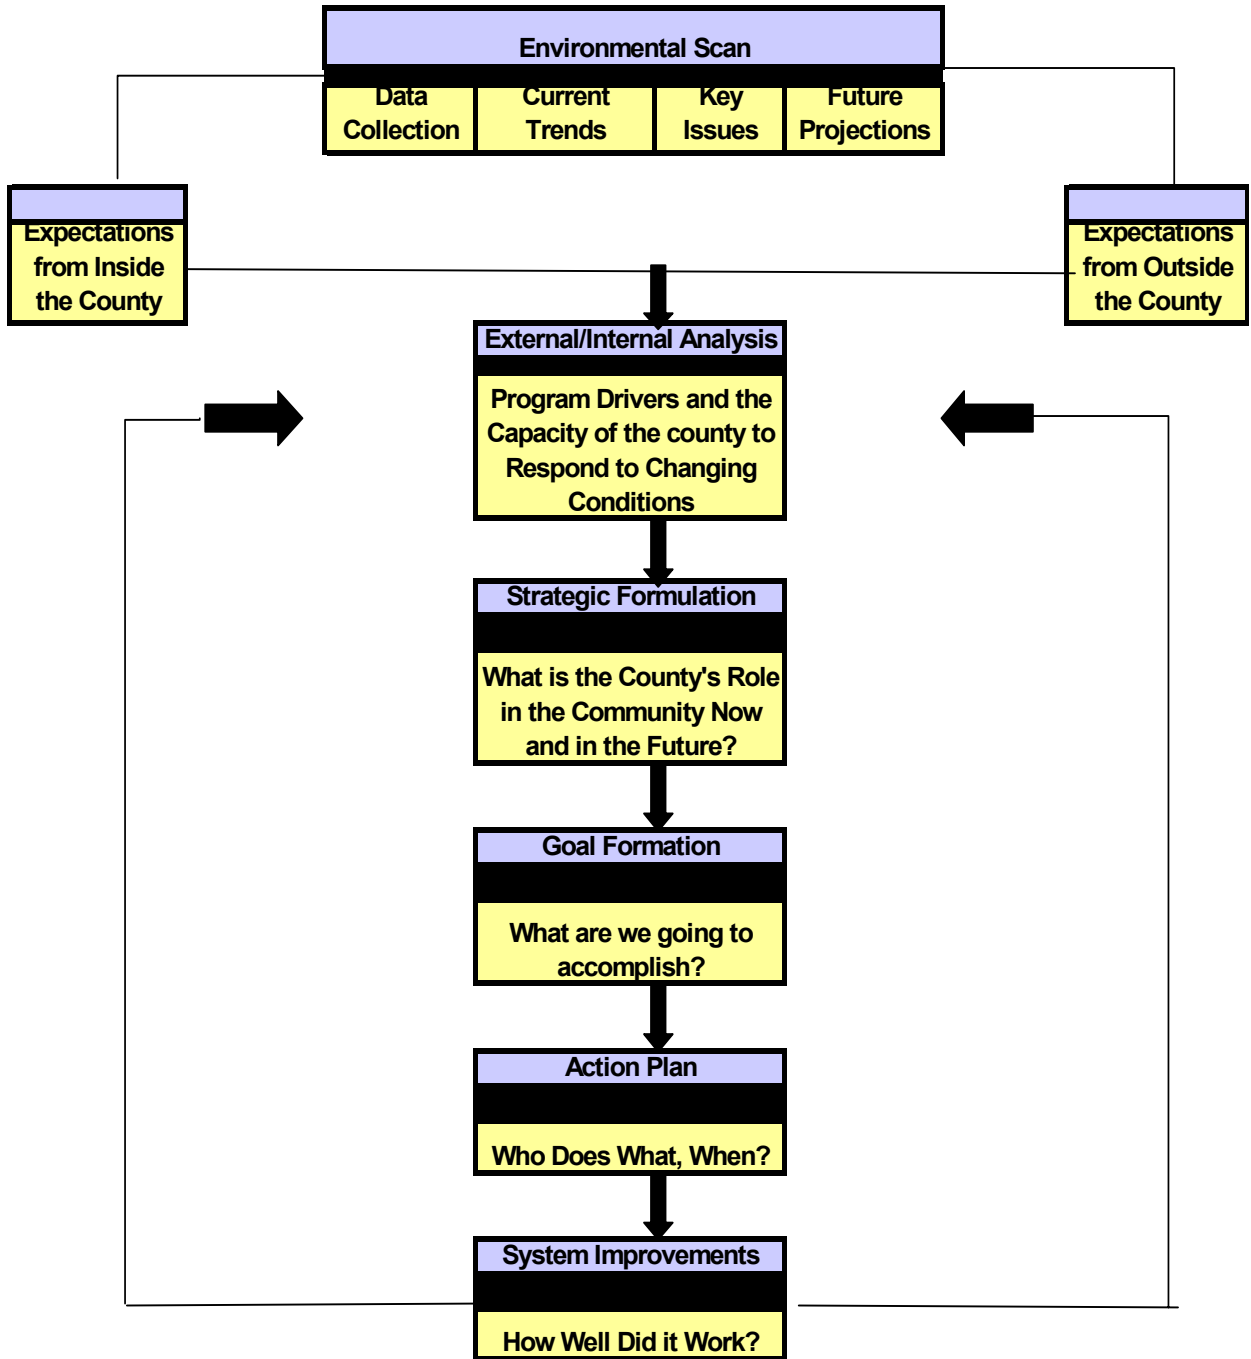 Environmental Scan
Data
Collection
Current
Trends
Key
Issues
Future
Projections
Expectations
from Inside
the County
Expectations
from Outside
the County
External/Internal Analysis
Program Drivers and the
Capacity of the county to
Respond to Changing
Conditions
Strategic Formulation
What is the County's Role
in the Community Now
and in the Future?
Goal Formation
What are we going to
accomplish?
Action Plan
Who Does What, When?
System Improvements
How Well Did it Work?